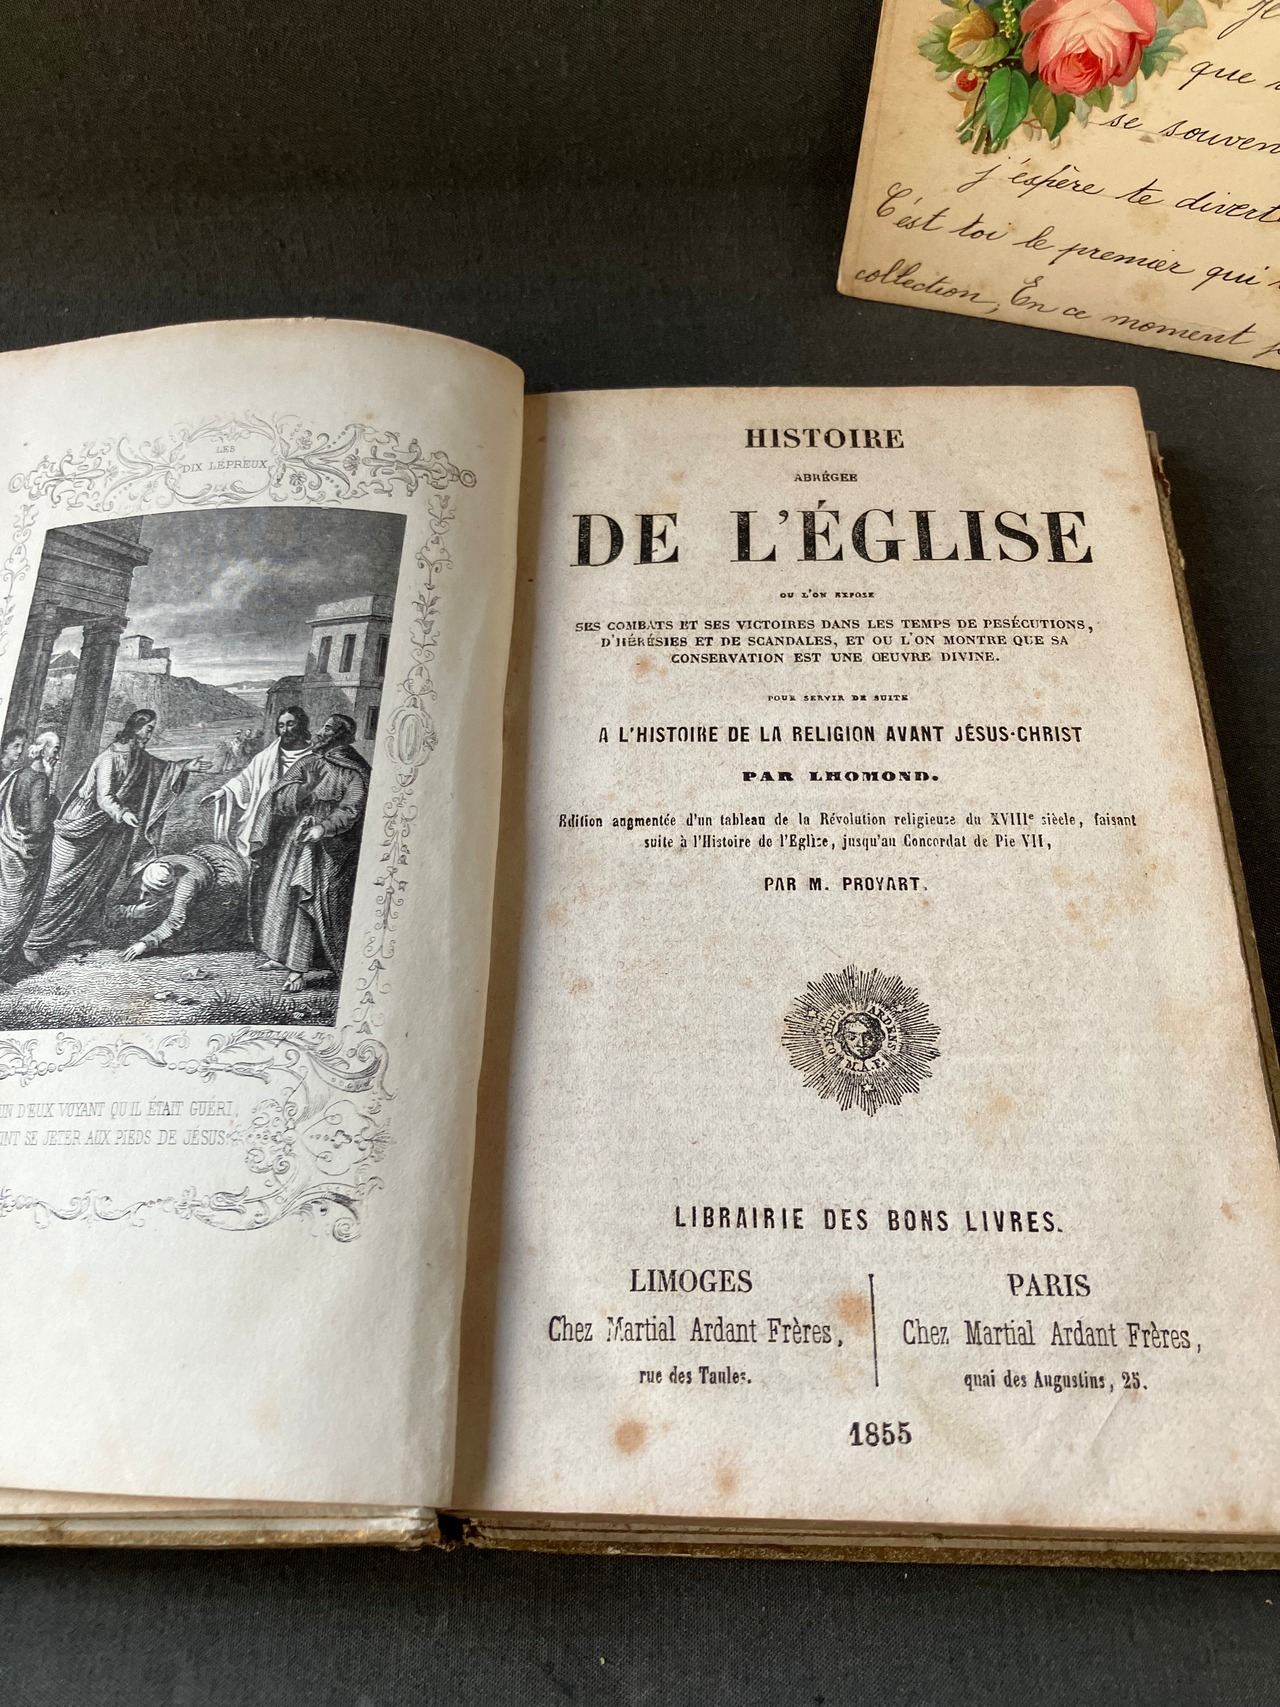 que
se souven
j'éspère te divert
C'est toi le premier qui
collection, En ce moment
LES
DIX LÉPREUX
UN D'EUX VOYANT QU'IL ÉTAIT GUÉRI,
INT SE JETER AUX PIEDS DE JÉSUS
HISTOIRE
ABRÉGÉE
DE L'ÉGLISE
OU L'ON EXPOSE
SES COMBATS ET SES VICTOIRES DANS LES TEMPS DE PESÉCUTIONS,
D'HÉRÉSIES ET DE SCANDALES, ET OU L'ON MONTRE QUE SA
CONSERVATION EST UNE OEUVRE DIVINE.
POUR SERVIR DE SUITE
A L'HISTOIRE DE LA RELIGION AVANT JÉSUS-CHRIST
PAR LHOMOND.
Edition augmentée d'un tableau de la Révolution religieuse du XVIIIe siècle, faisant
suite à l'Histoire de l'Eglise, jusqu'au Concordat de Pie VII,
PAR M. PROYART.
ARDENS
M.A.F.
LIBRAIRIE DES BONS LIVRES.
LIMOGES
Chez Martial Ardant Frères,
rue des Taules.
PARIS
Chez Martial Ardant Frères,
quai des Augustins, 25.
1855